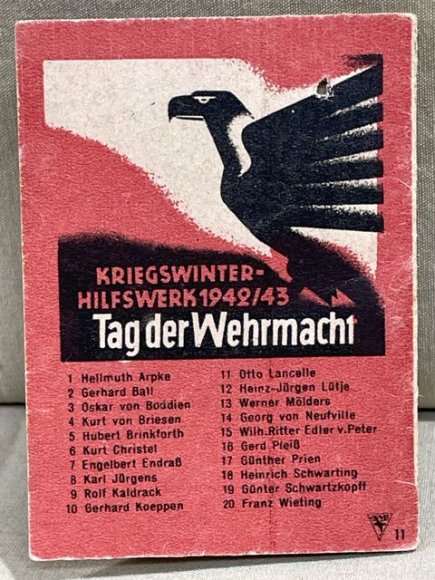 KRIEGSWINTER-
HILFSWERK 1942/43
Tag der Wehrmacht
1 Hellmuth Arpke
2 Gerhard Ball
3 Oskar von Boddien
4 Kurt von Briesen
5 Hubert Brinkforth
6 Kurt Christel
7 Engelbert Endraß
8 Karl Jürgens
9 Rolf Kaldrack
10 Gerhard Koeppen
11 Otto Lancelle
12 Heinz-Jürgen Lütje
13 Werner Mölders
14 Georg von Neufville
15 Wilh. Ritter Edler v. Peter
16 Gerd Pleiß
17 Günther Prien
18 Heinrich Schwarting
19 Günter Schwartzkopff
20 Franz Wieting
11